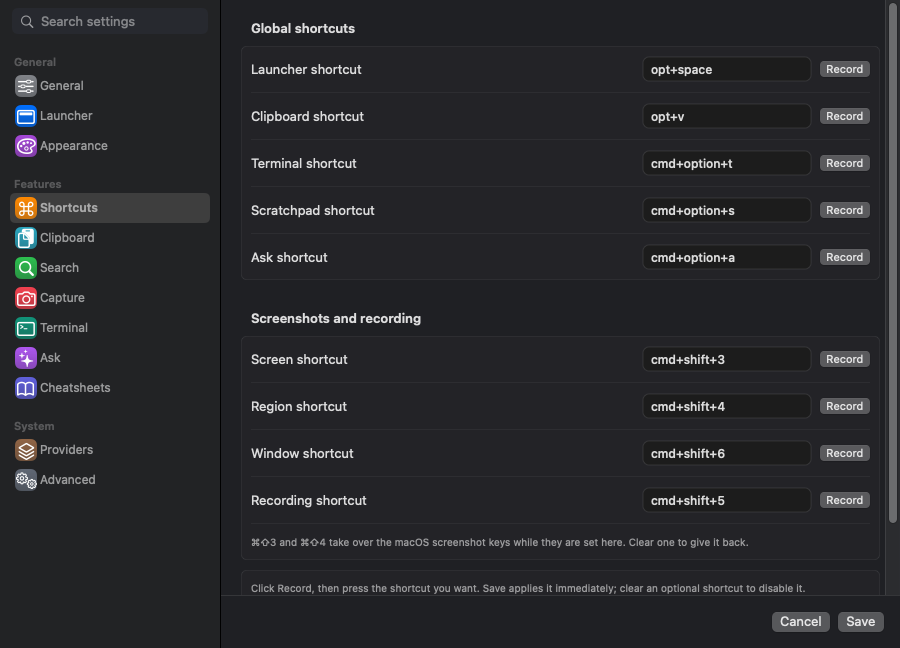 Search settings
General
General
Launcher
Appearance
Features
Shortcuts
Clipboard
Search
Capture
Terminal
Ask
Cheatsheets
System
Providers
Advanced
Global shortcuts
Launcher shortcut opt+space Record
Clipboard shortcut opt+v Record
Terminal shortcut cmd+option+t Record
Scratchpad shortcut cmd+option+s Record
Ask shortcut cmd+option+a Record
Screenshots and recording
Screen shortcut cmd+shift+3 Record
Region shortcut cmd+shift+4 Record
Window shortcut cmd+shift+6 Record
Recording shortcut cmd+shift+5 Record
⌘⇧3 and ⌘⇧4 take over the macOS screenshot keys while they are set here. Clear one to give it back.
Click Record, then press the shortcut you want. Save applies it immediately; clear an optional shortcut to disable it.
Cancel Save